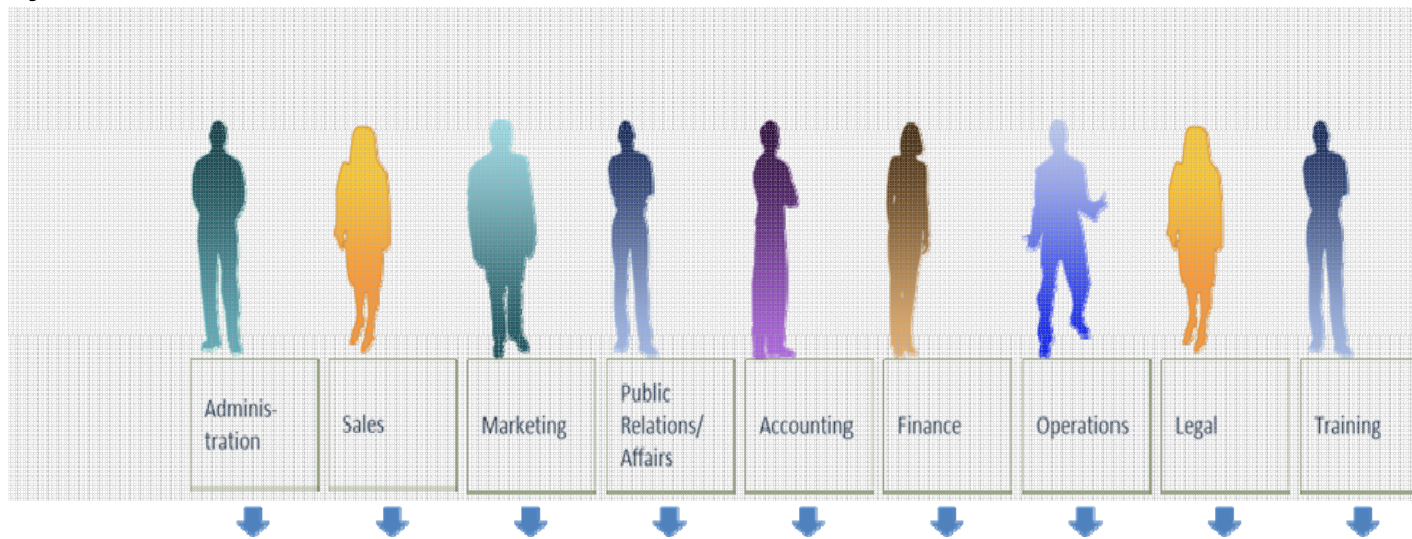 Adminis-
tration
Sales
Marketing
Public
Relations/
Affairs
Accounting
Finance
Operations
Legal
Training